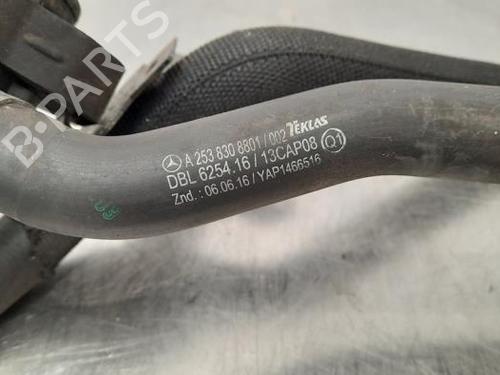 B-PARTS
A 253 830 8801 / 002 TEKLAS
DBL 6254.16 / 13CAP08 Q1
Znd.: 06.06.16 / YAP1466516